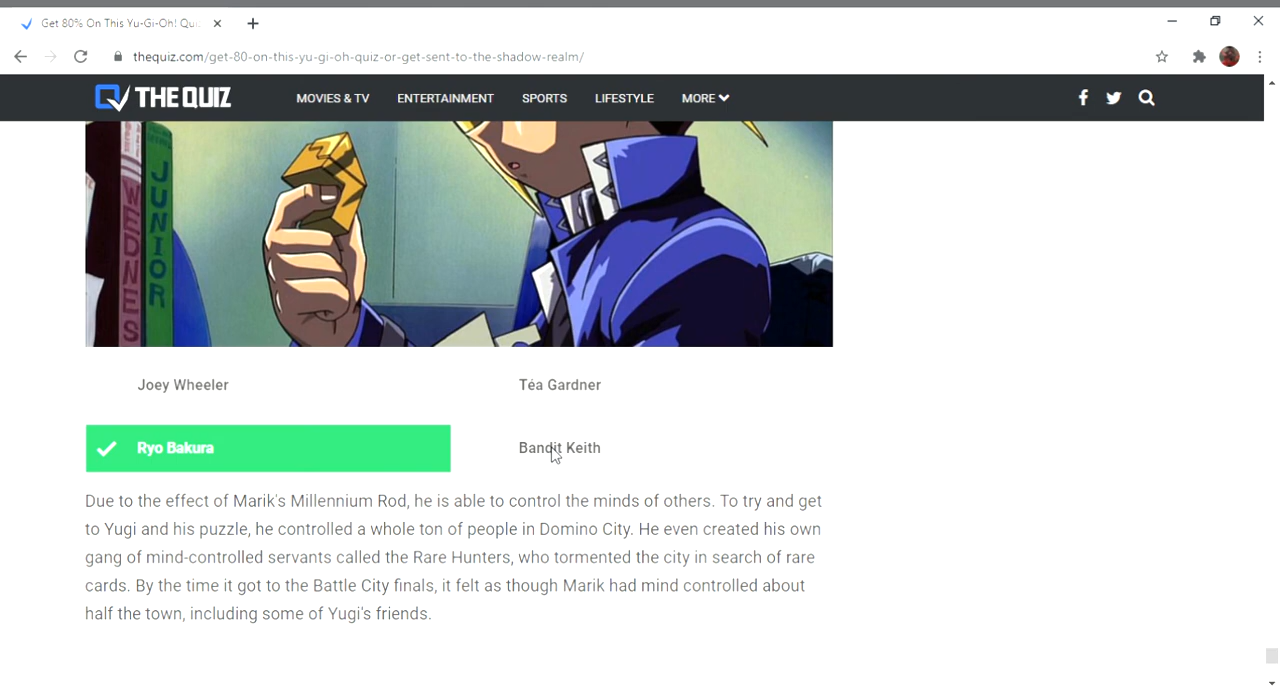 Get 80% On This Yu-Gi-Oh! Qu
thequiz.com/get-80-on-this-yu-gi-oh-quiz-or-get-sent-to-the-shadow-realm/
THE QUIZ MOVIES & TV ENTERTAINMENT SPORTS LIFESTYLE MORE
WEDNES
JUNIOR
Joey Wheeler Téa Gardner
Ryo Bakura Bandit Keith
Due to the effect of Marik's Millennium Rod, he is able to control the minds of others. To try and get
to Yugi and his puzzle, he controlled a whole ton of people in Domino City. He even created his own
gang of mind-controlled servants called the Rare Hunters, who tormented the city in search of rare
cards. By the time it got to the Battle City finals, it felt as though Marik had mind controlled about
half the town, including some of Yugi's friends.